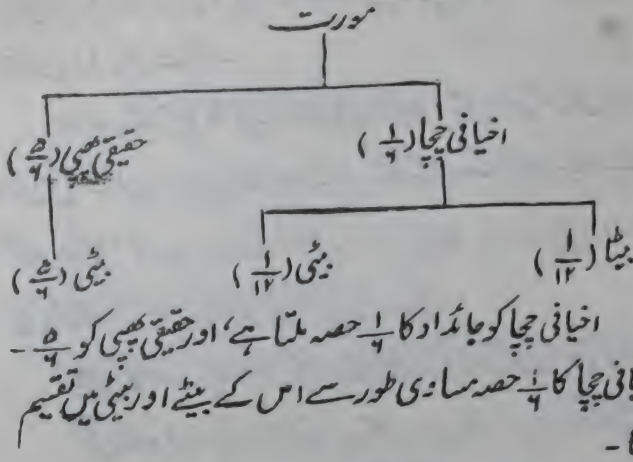 مورث
اخیافی چچا (۱/۶) حقیقی پھپی (۵/۶)
بیٹا (۱/۱۲) بیٹی (۱/۱۲) بیٹی (۵/۶)
اخیافی چچا کو جائداد کا ۱/۶ حصہ ملتا ہے، اور حقیقی پھپی کو ۵/۶ -
چچا کا ۱/۶ حصہ مساوی طور سے اس کے بیٹے اور بیٹی میں تقسیم